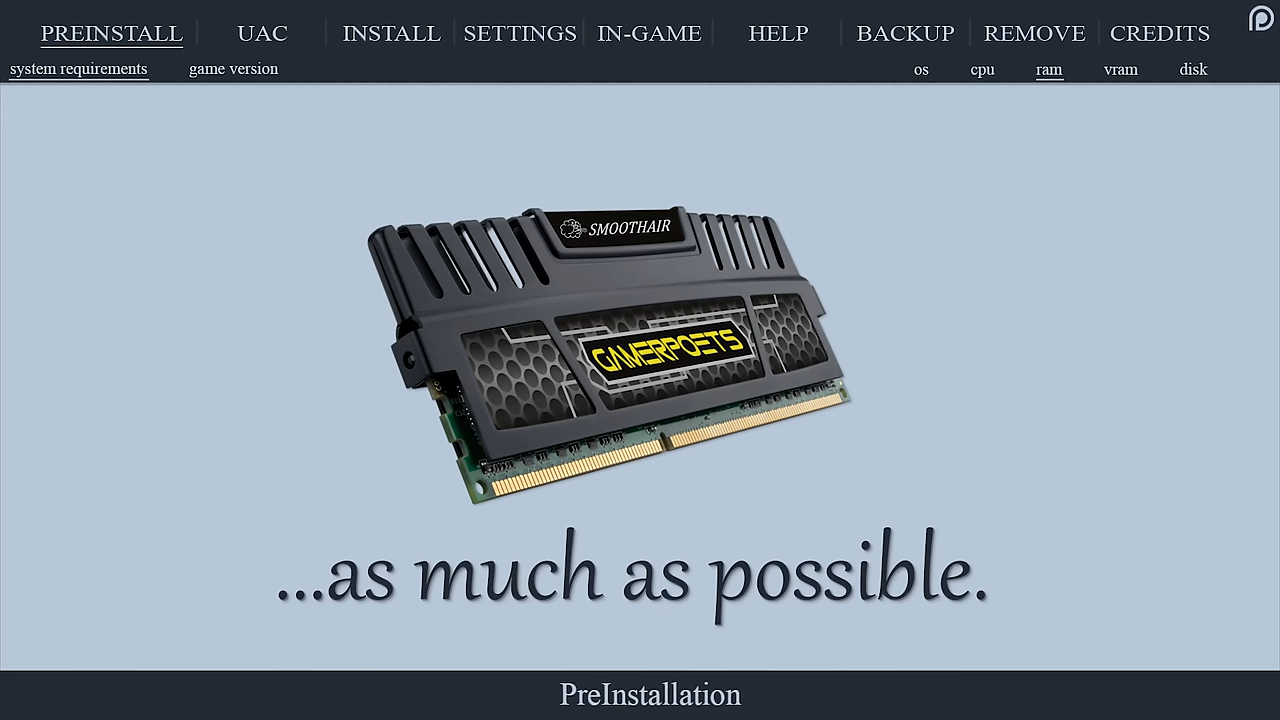 PREINSTALL UAC INSTALL SETTINGS IN-GAME HELP BACKUP REMOVE CREDITS
system requirements game version os cpu ram vram disk
SMOOTHAIR
GAMERPOETS
...as much as possible.
PreInstallation